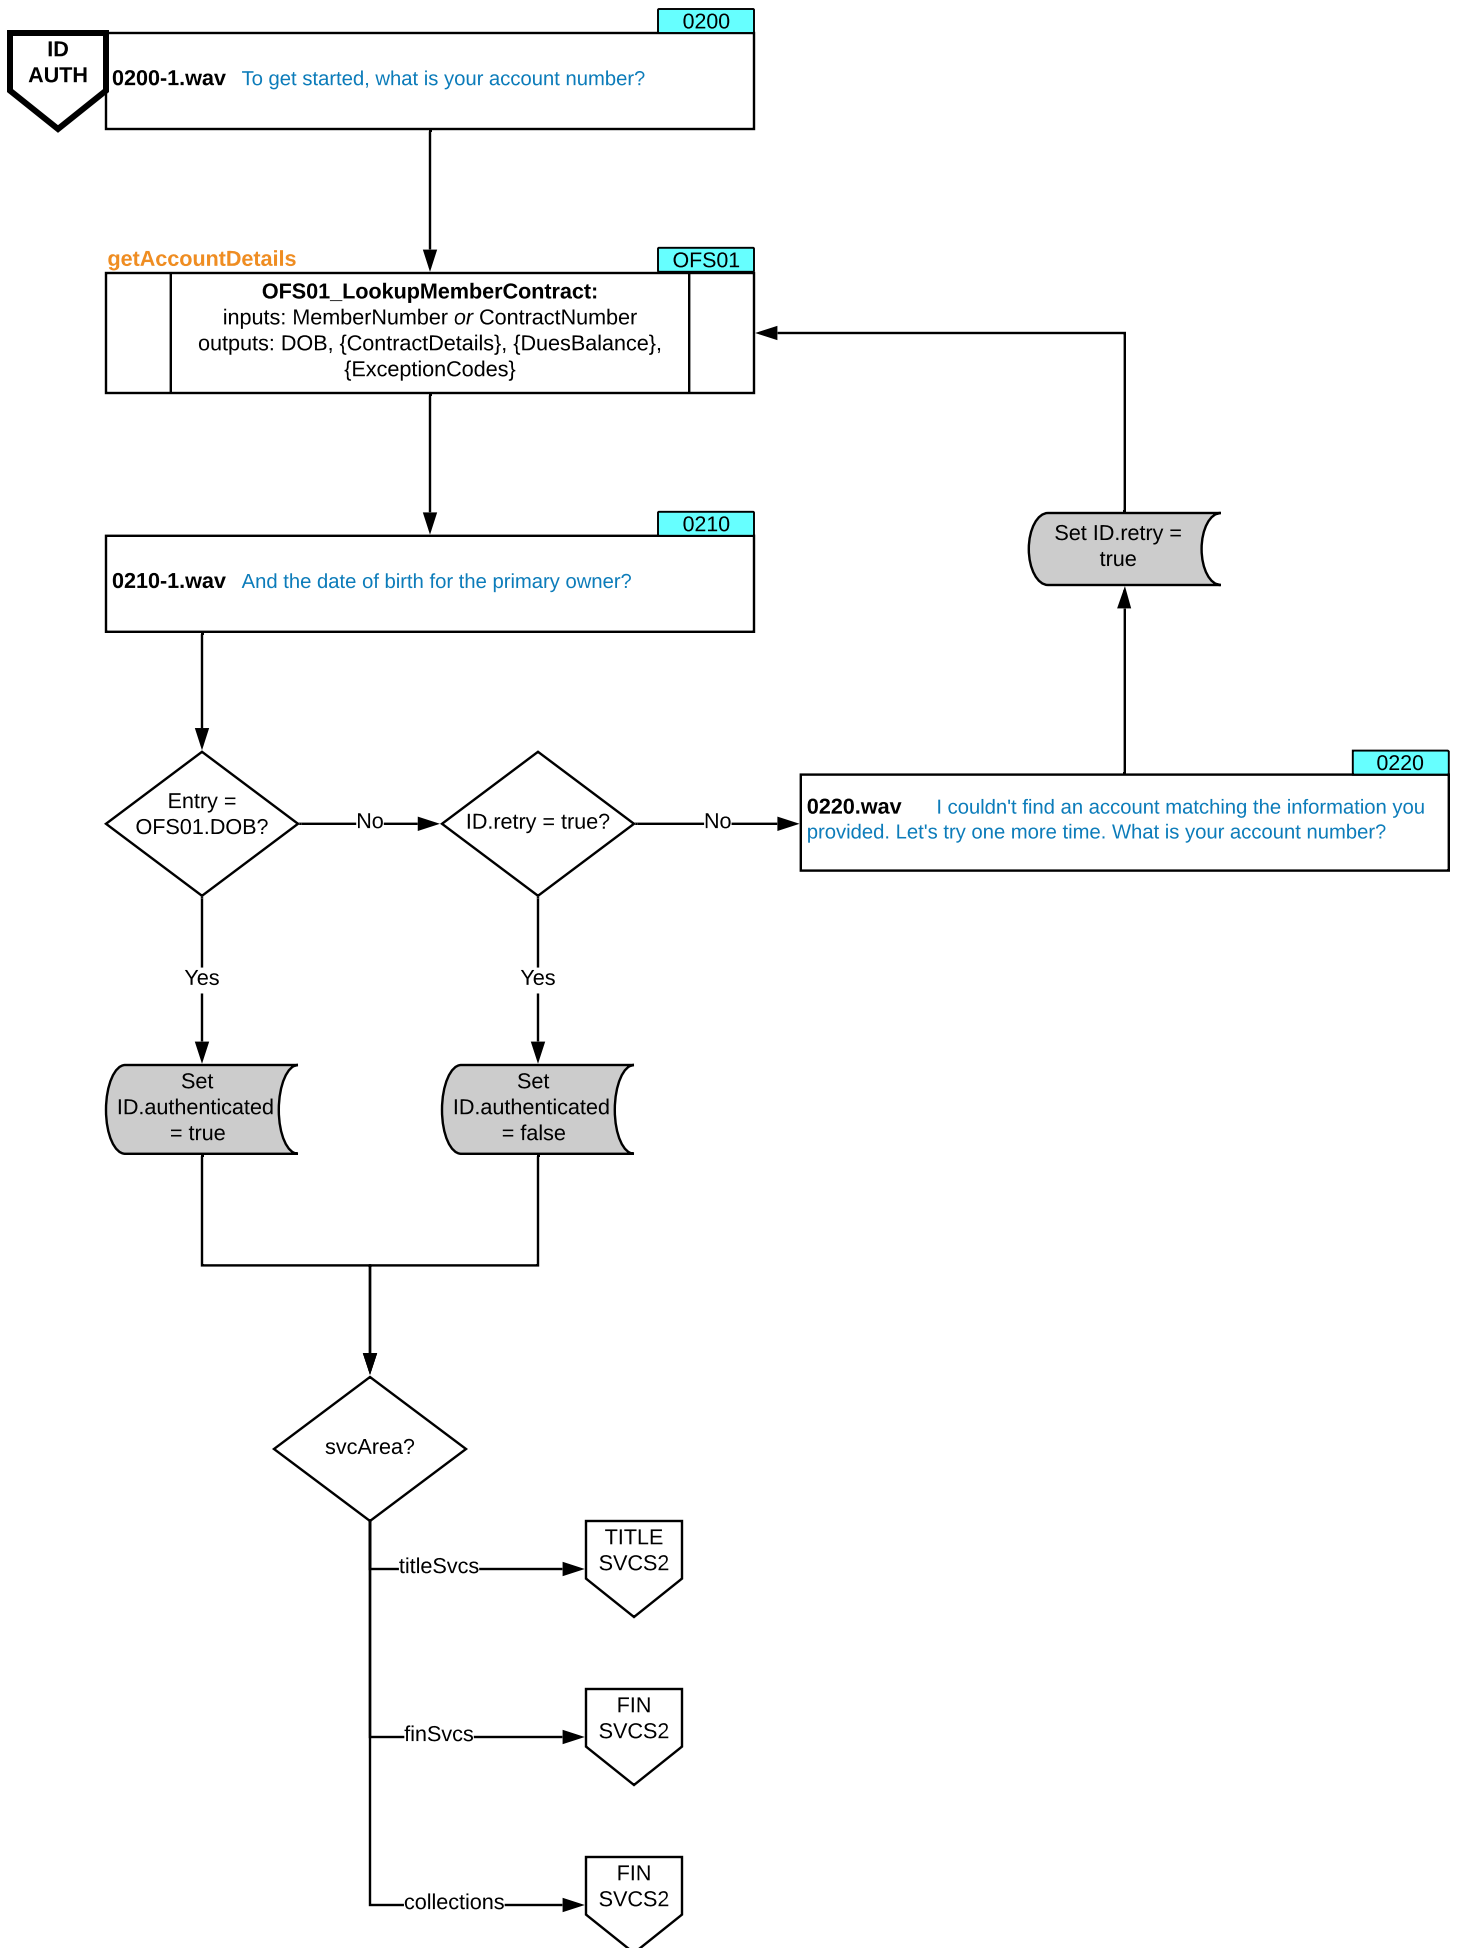 0200
ID
AUTH
0200-1.wav To get started, what is your account number?
getAccountDetails
OFS01
OFS01_LookupMemberContract:
inputs: MemberNumber or ContractNumber
outputs: DOB, {ContractDetails}, {DuesBalance},
{ExceptionCodes}
0210
0210-1.wav And the date of birth for the primary owner?
Set ID.retry =
true
Entry =
OFS01.DOB?
No
ID.retry = true?
No
0220
0220.wav I couldn't find an account matching the information you
provided. Let's try one more time. What is your account number?
Yes
Yes
Set
ID.authenticated
= true
Set
ID.authenticated
= false
svcArea?
titleSvcs
TITLE
SVCS2
finSvcs
FIN
SVCS2
collections
FIN
SVCS2